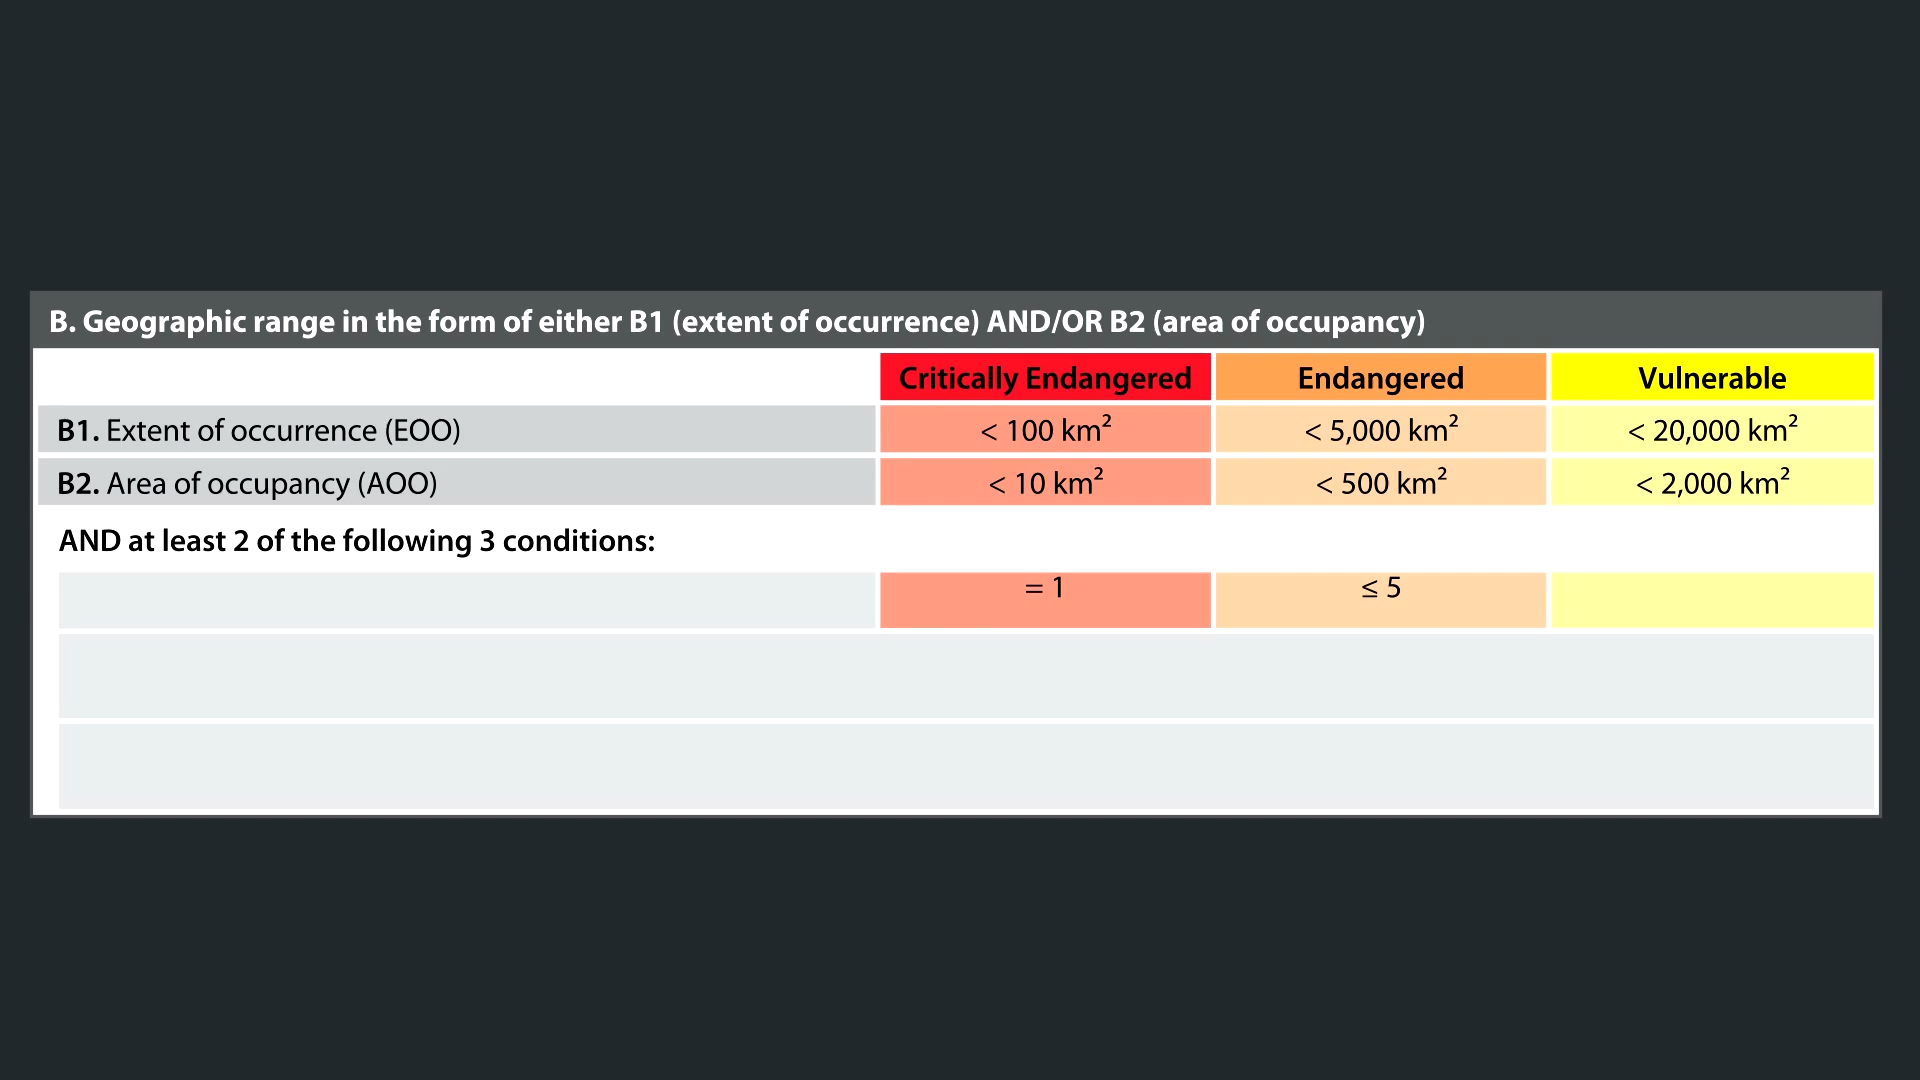 B. Geographic range in the form of either B1 (extent of occurrence) AND/OR B2 (area of occupancy)
Critically Endangered Endangered Vulnerable
B1. Extent of occurrence (EOO) < 100 km² < 5,000 km² < 20,000 km²
B2. Area of occupancy (AOO) < 10 km² < 500 km² < 2,000 km²
AND at least 2 of the following 3 conditions:
= 1 ≤ 5